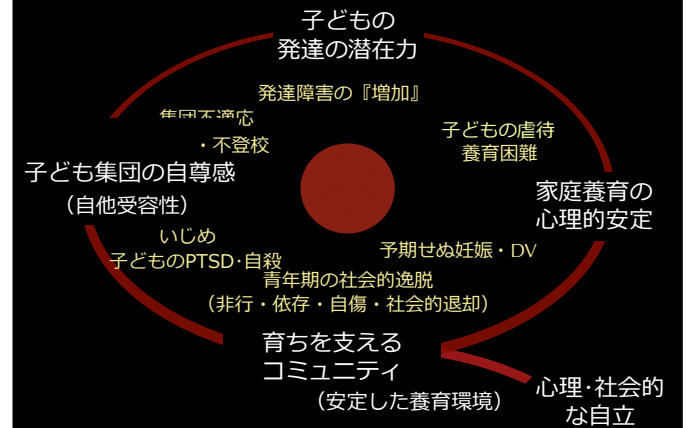 子どもの
発達の潜在力
発達障害の『増加』
集団不適応
・不登校
子どもの虐待
養育困難
子ども集団の自尊感
（自他受容性）
家庭養育の
心理的安定
いじめ
子どものPTSD･自殺
予期せぬ妊娠・DV
青年期の社会的逸脱
（非行・依存・自傷・社会的退却）
育ちを支える
コミュニティ
（安定した養育環境）
心理･社会的
な自立